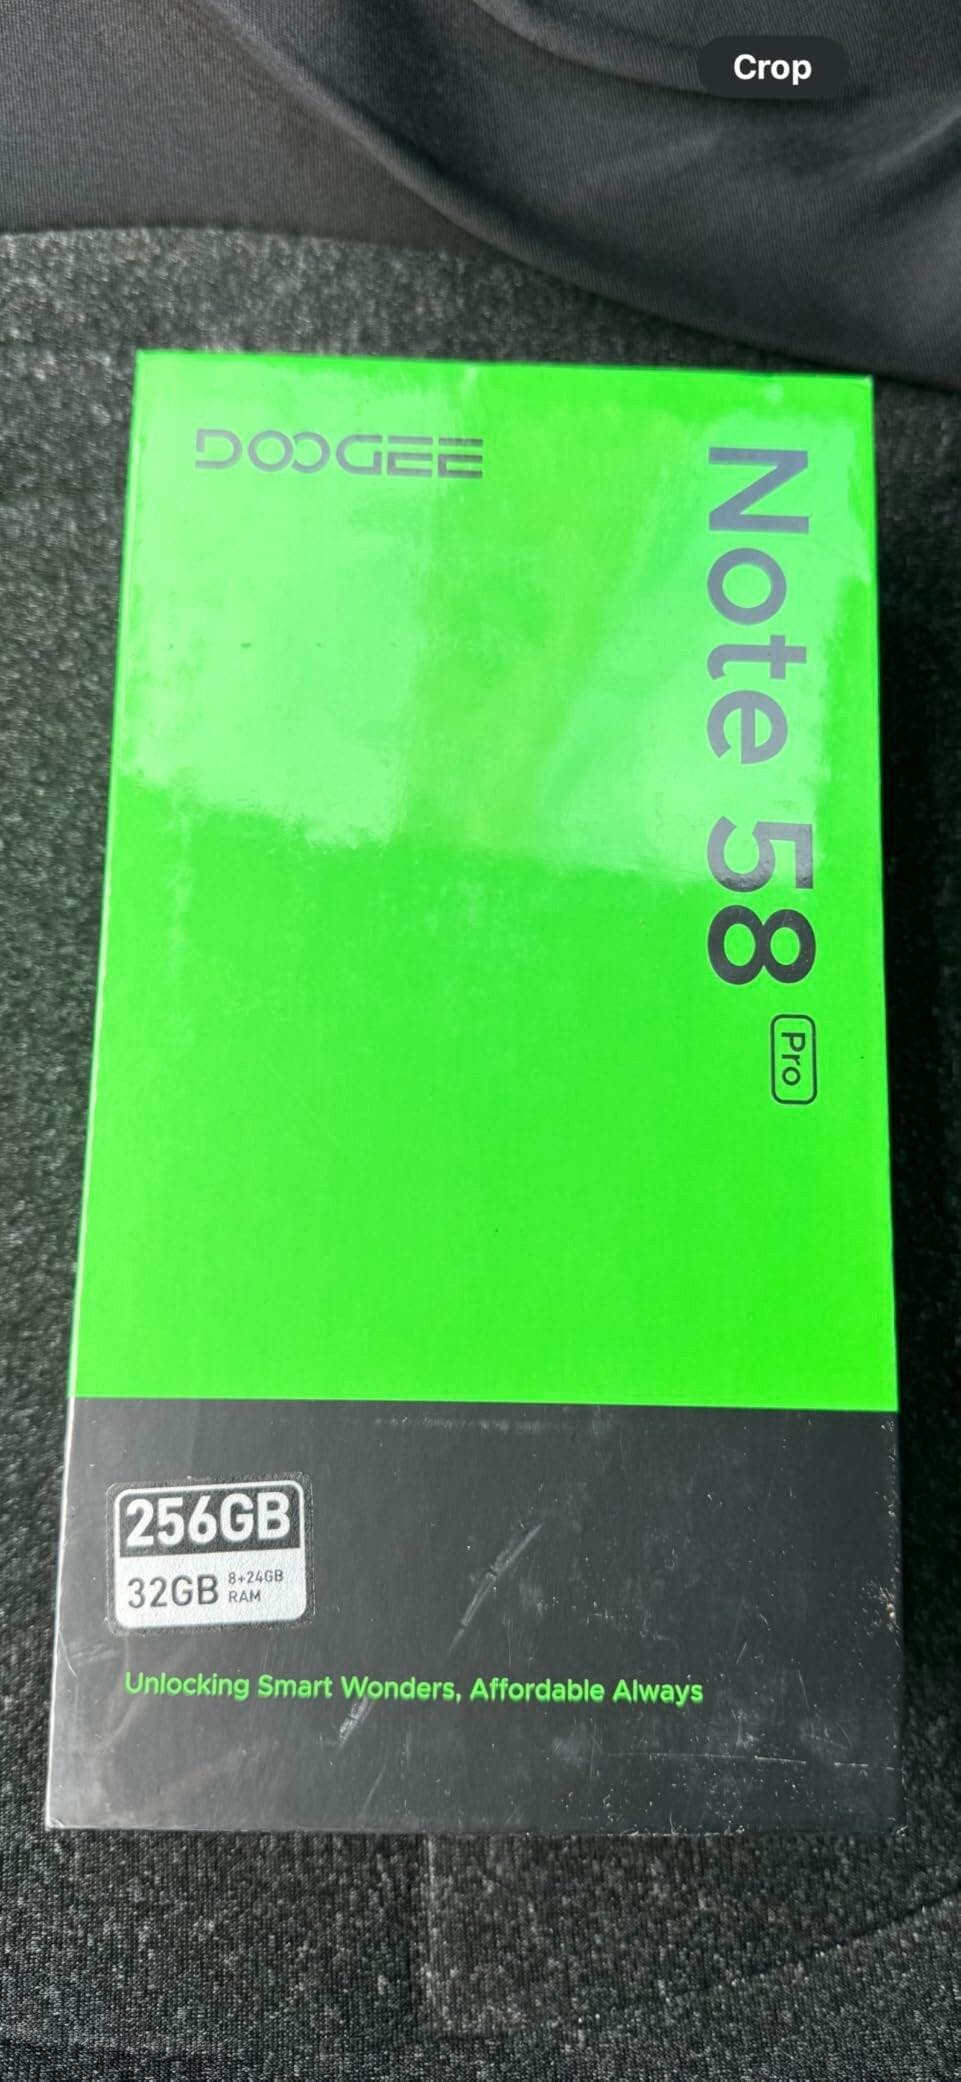 Crop
DOOGEE
Note 58 Pro
256GB
32GB 8+24GB RAM
Unlocking Smart Wonders, Affordable Always